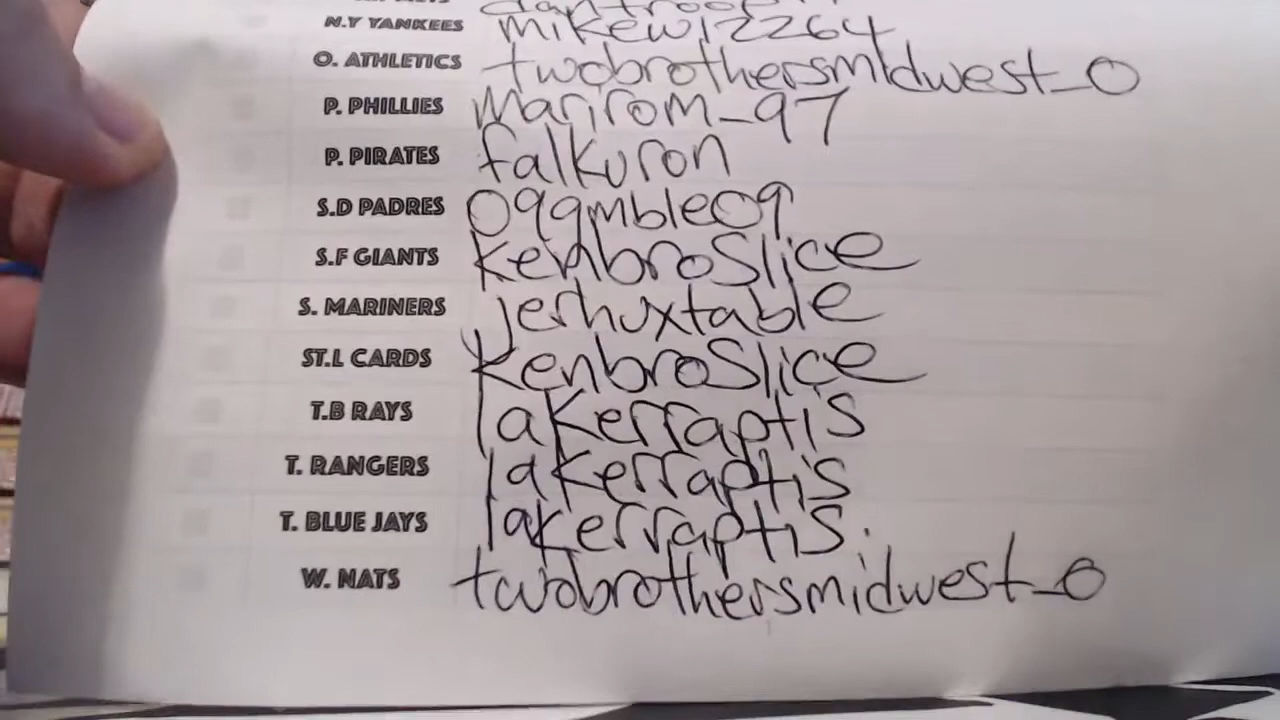 N.Y YANKEES mikew12264
O. ATHLETICS twobrothersmidwest_0
P. PHILLIES marirom_97
P. PIRATES falkuron
S.D PADRES 09gmble09
S.F GIANTS KenbroSlice
S. MARINERS jerhuxtable
ST.L CARDS KenbroSlice
T.B RAYS lakerraptis
T. RANGERS lakerraptis
T. BLUE JAYS lakerraptis
W. NATS twobrothersmidwest_0